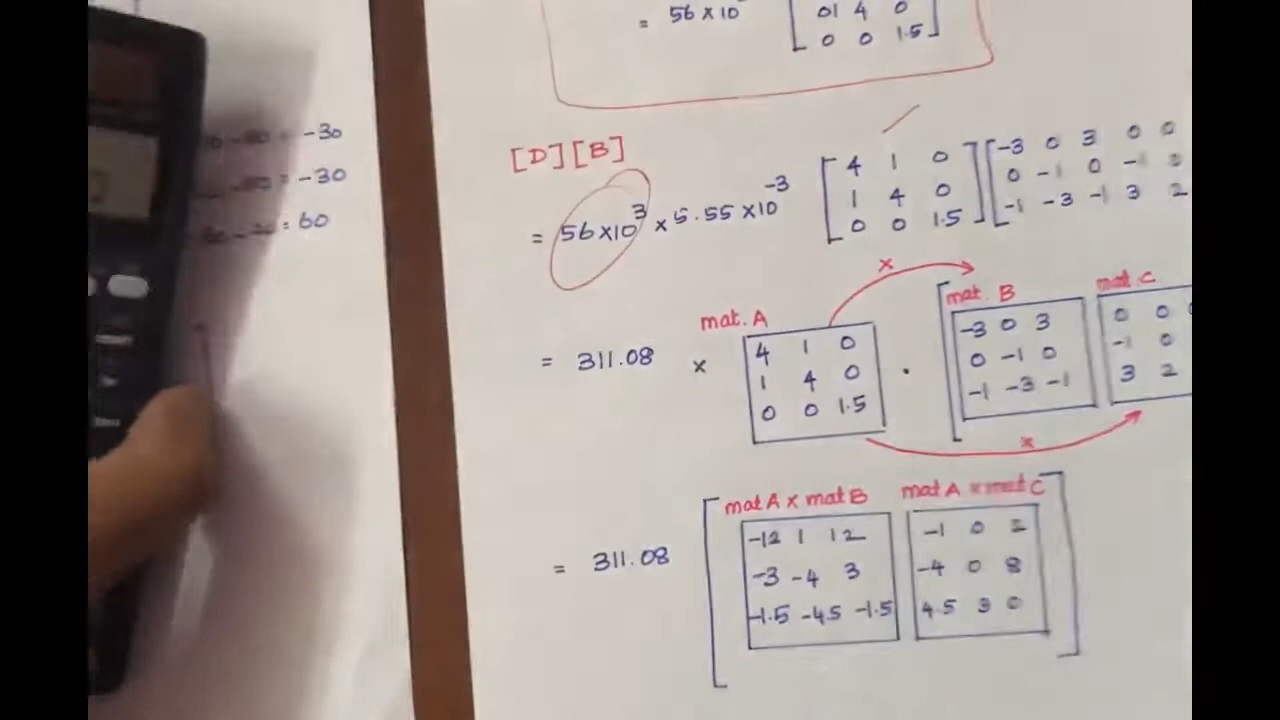 = 56 × 10
01 4 0
0 0 1.5
= -30
= -30
= 60
[D][B]
= 56×10³ × 5.55 × 10⁻³ [4 1 0] [-3 0 3 0 0
1 4 0 0 -1 0 -1
0 0 1.5 -1 -3 -1 3 2
×
mat. A mat. B mat. C
= 311.08 × 4 1 0 . -3 0 3 0 0
1 4 0 0 -1 0 -1 0
0 0 1.5 -1 -3 -1 3 2
×
mat A × mat B mat A × mat C
= 311.08 -12 1 12 -1 0 2
-3 -4 3 -4 0 8
-1.5 -4.5 -1.5 4.5 3 0